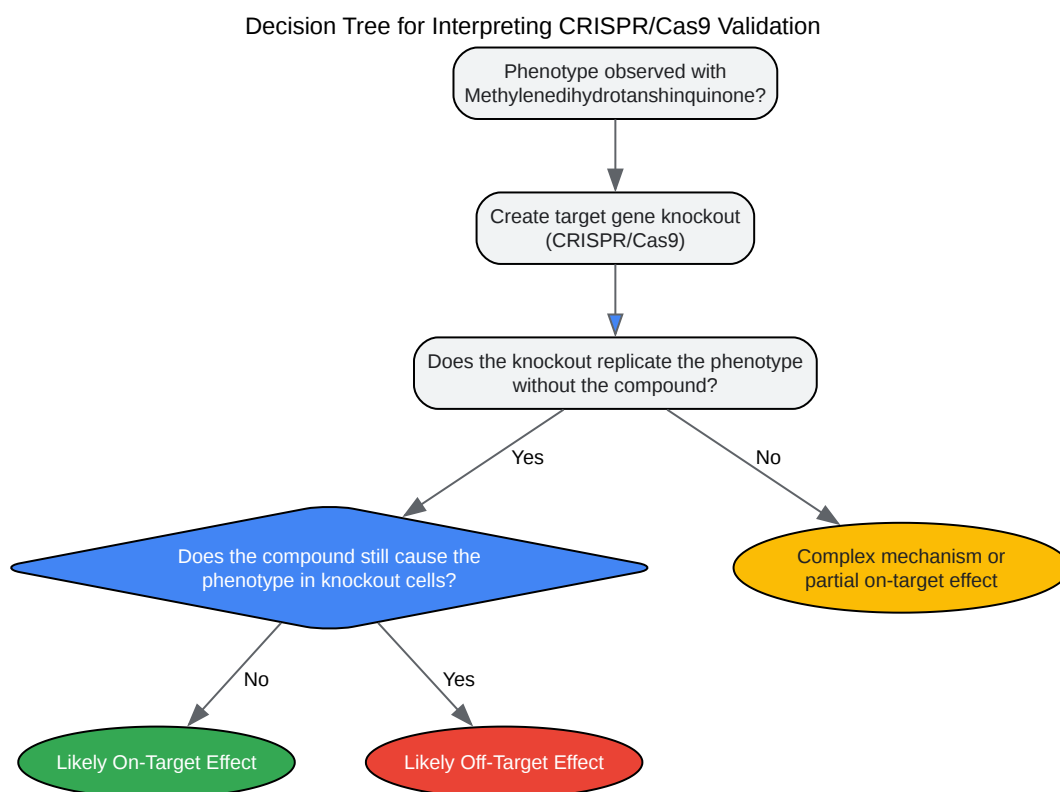 Decision Tree for Interpreting CRISPR/Cas9 Validation
Phenotype observed with
Methylenedihydrotanshinquinone?
Create target gene knockout
(CRISPR/Cas9)
Does the knockout replicate the phenotype
without the compound?
Yes
No
Does the compound still cause the
phenotype in knockout cells?
Complex mechanism or
partial on-target effect
No
Yes
Likely On-Target Effect
Likely Off-Target Effect